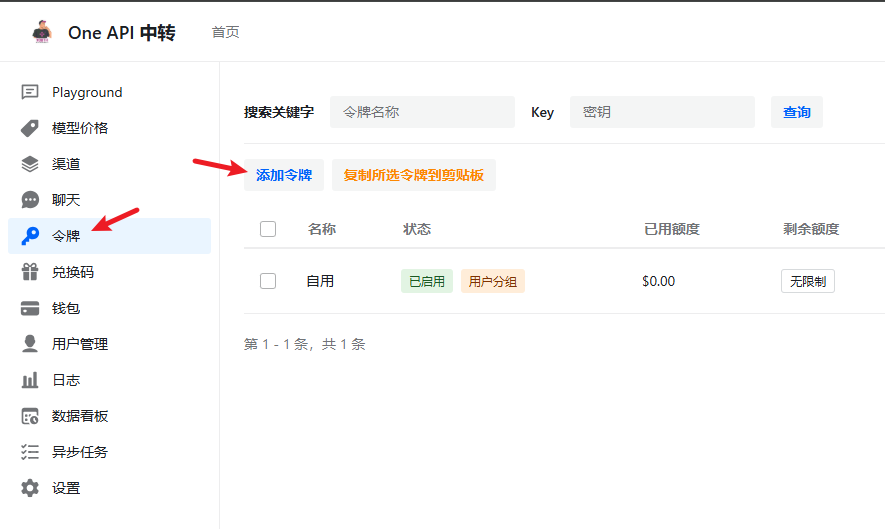 One API 中转 首页
Playground
模型价格
渠道
聊天
令牌
兑换码
钱包
用户管理
日志
数据看板
异步任务
设置
搜索关键字 令牌名称 Key 密钥 查询
添加令牌 复制所选令牌到剪贴板
名称 状态 已用额度 剩余额度
自用 已启用 用户分组 $0.00 无限制
第 1 - 1 条，共 1 条